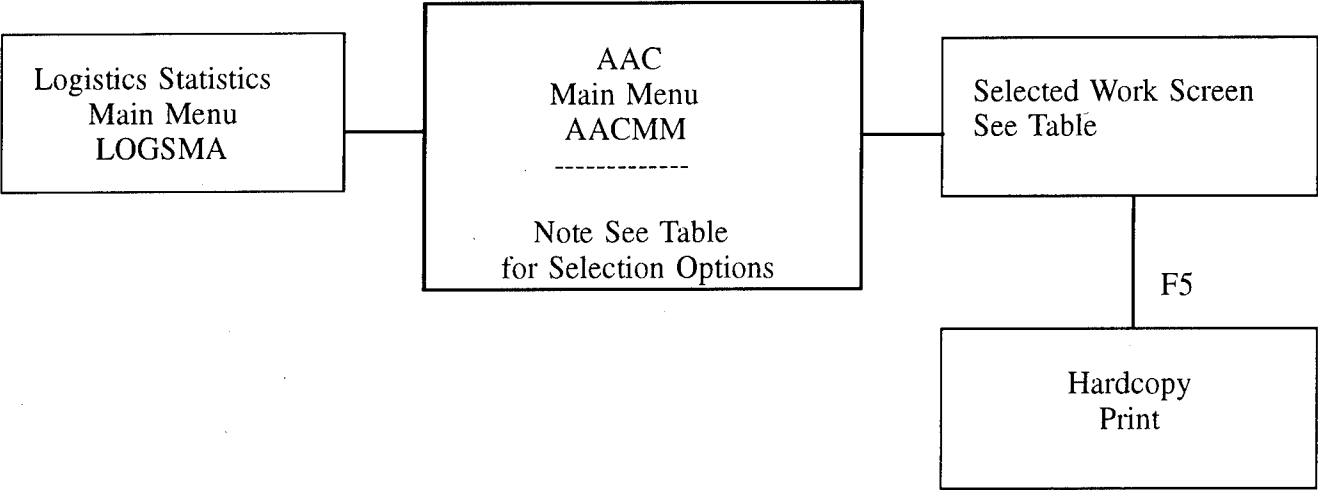 Logistics Statistics
Main Menu
LOGSMA
AAC
Main Menu
AACMM
-------------
Note See Table
for Selection Options
Selected Work Screen
See Table
F5
Hardcopy
Print